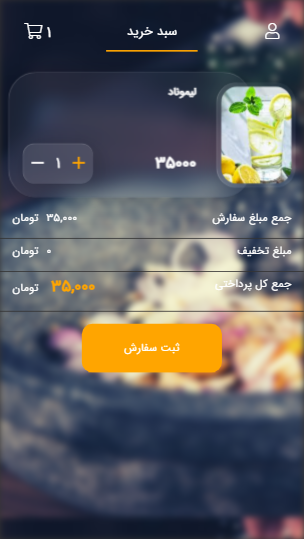 سبد خرید
۱
لیموناد
۳۵۰۰۰
۱
جمع مبلغ سفارش ۳۵,۰۰۰ تومان
مبلغ تخفیف ۰ تومان
جمع کل پرداختی ۳۵,۰۰۰ تومان
ثبت سفارش